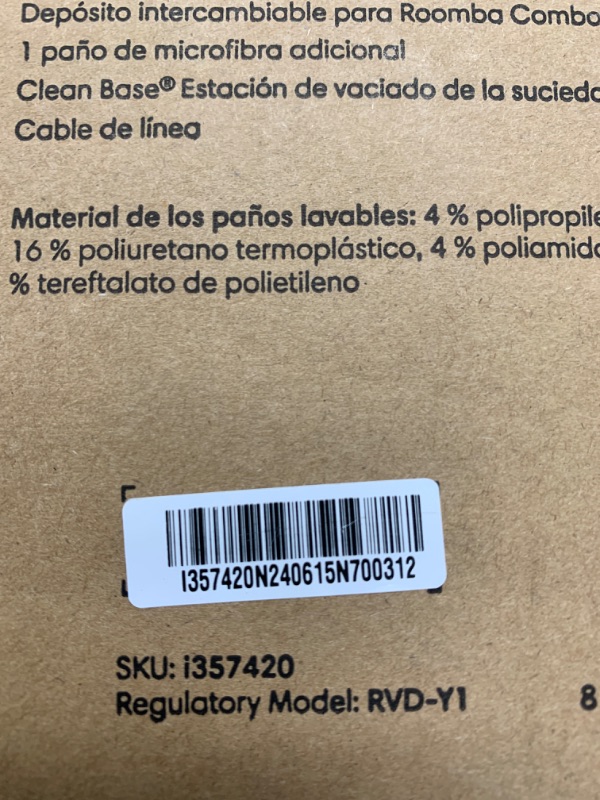 Depósito intercambiable para Roomba Combo
1 paño de microfibra adicional
Clean Base® Estación de vaciado de la sucied
Cable de línea
Material de los paños lavables: 4 % polipropile
16 % poliuretano termoplástico, 4 % poliamid
% tereftalato de polietileno
I357420N240615N700312
SKU: i357420
Regulatory Model: RVD-Y1
8